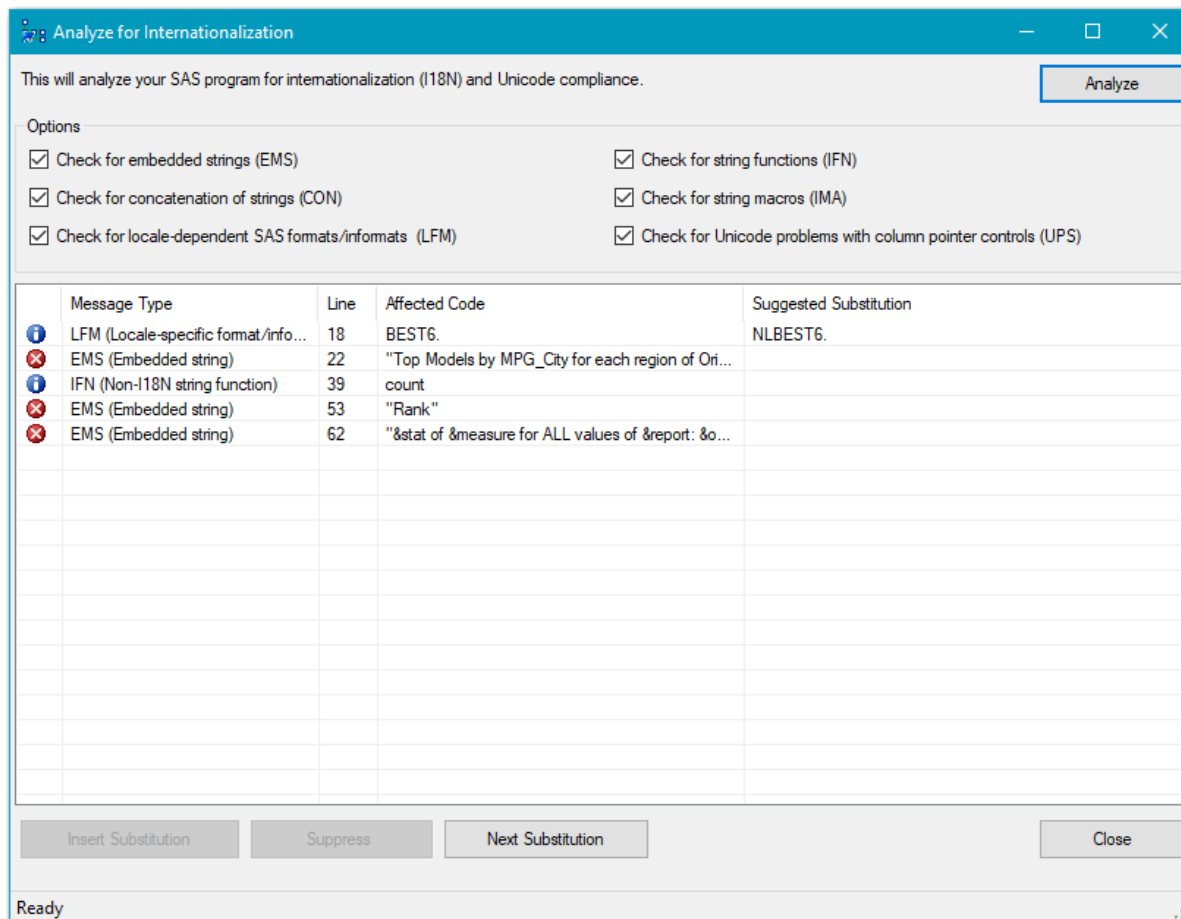 Analyze for Internationalization
This will analyze your SAS program for internationalization (I18N) and Unicode compliance.
Analyze
Options
Check for embedded strings (EMS)
Check for string functions (IFN)
Check for concatenation of strings (CON)
Check for string macros (IMA)
Check for locale-dependent SAS formats/informats (LFM)
Check for Unicode problems with column pointer controls (UPS)
Message Type Line Affected Code Suggested Substitution
LFM (Locale-specific format/info... 18 BEST6. NLBEST6.
EMS (Embedded string) 22 "Top Models by MPG_City for each region of Ori...
IFN (Non-I18N string function) 39 count
EMS (Embedded string) 53 "Rank"
EMS (Embedded string) 62 "&stat of &measure for ALL values of &report: &o...
Insert Substitution Suppress Next Substitution Close
Ready